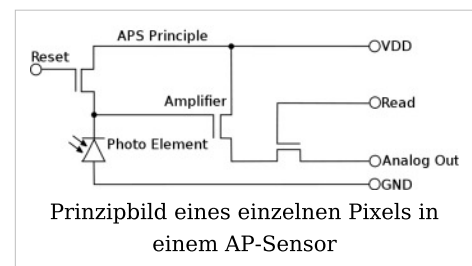 APS Principle
VDD
Reset
Amplifier
Read
Photo Element
Analog Out
GND
Prinzipbild eines einzelnen Pixels in
einem AP-Sensor